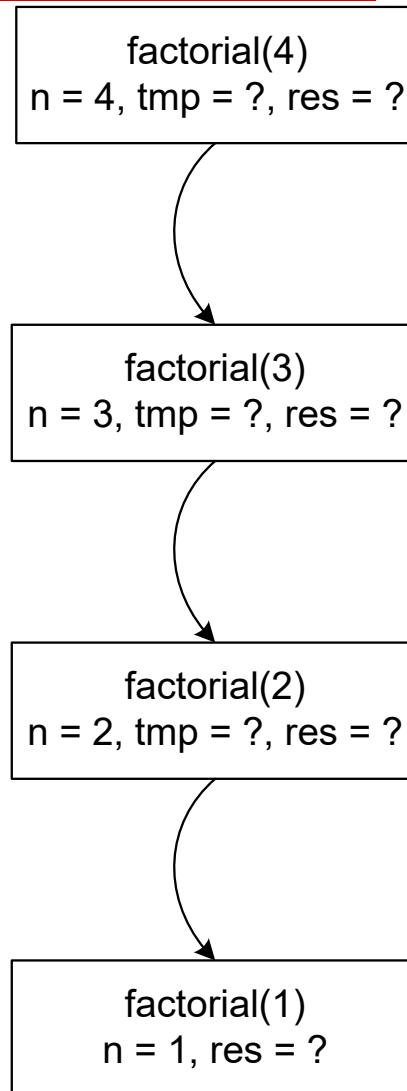 factorial(4)
n = 4, tmp = ?, res = ?
factorial(3)
n = 3, tmp = ?, res = ?
factorial(2)
n = 2, tmp = ?, res = ?
factorial(1)
n = 1, res = ?